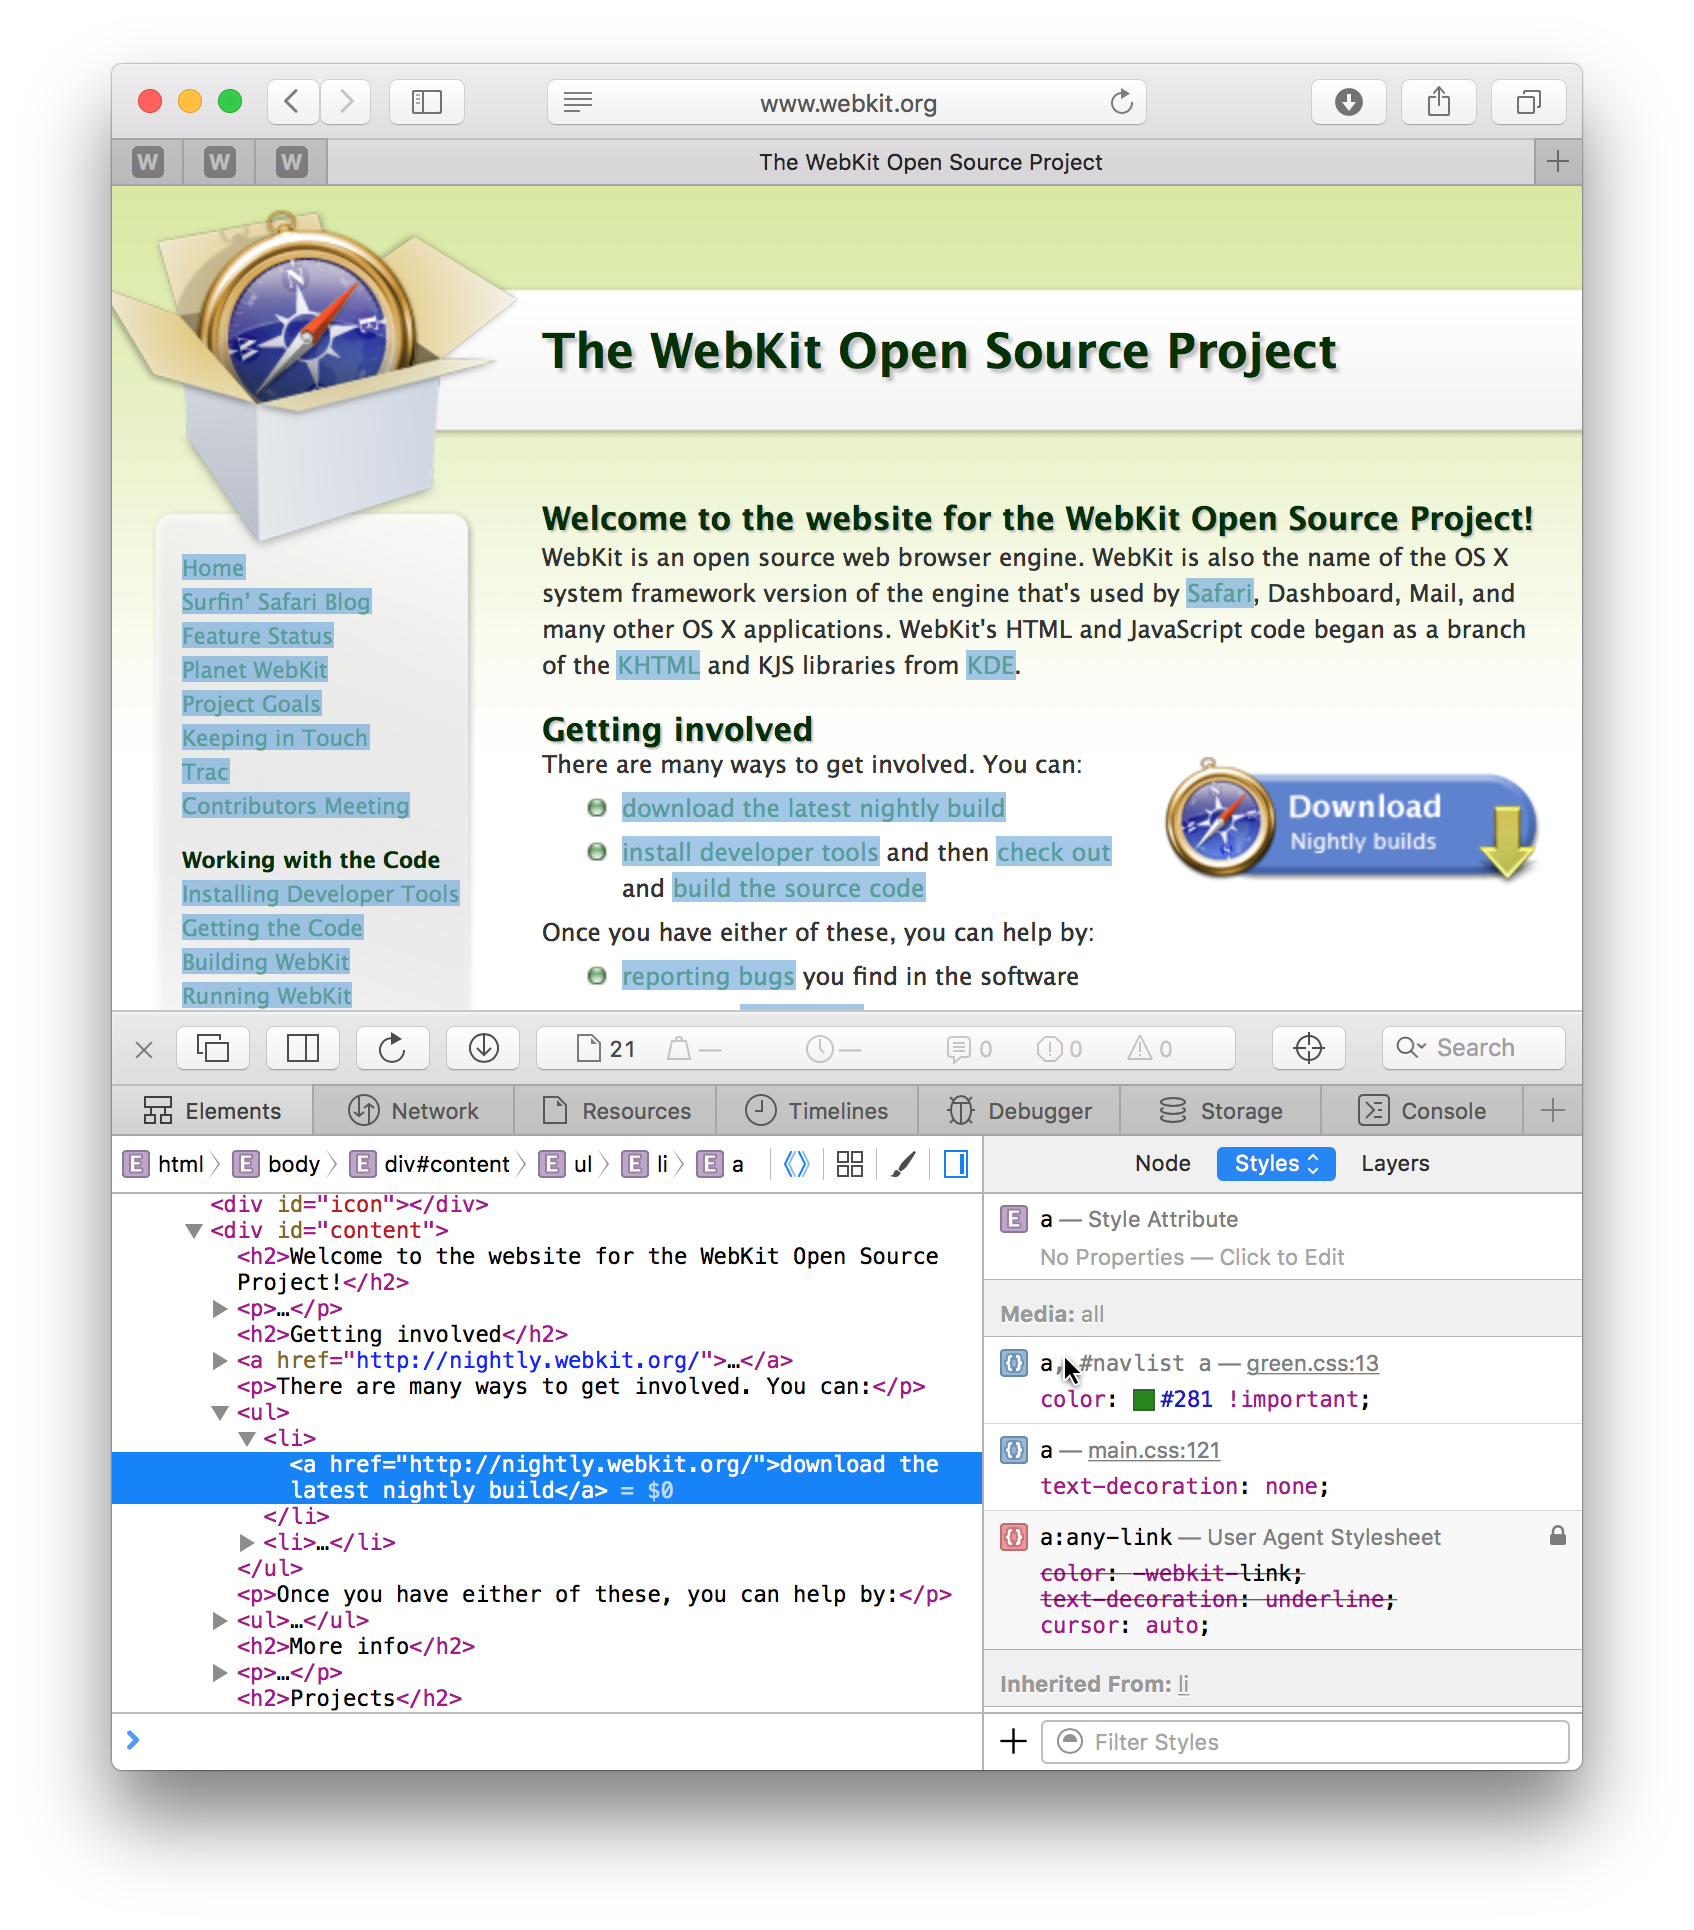 www.webkit.org
W W W The WebKit Open Source Project
N
E
W
The WebKit Open Source Project
Welcome to the website for the WebKit Open Source Project!
WebKit is an open source web browser engine. WebKit is also the name of the OS X
system framework version of the engine that's used by Safari, Dashboard, Mail, and
many other OS X applications. WebKit's HTML and JavaScript code began as a branch
of the KHTML and KJS libraries from KDE.
Home
Surfin’ Safari Blog
Feature Status
Planet WebKit
Project Goals
Keeping in Touch
Trac
Contributors Meeting
Working with the Code
Installing Developer Tools
Getting the Code
Building WebKit
Running WebKit
Getting involved
There are many ways to get involved. You can:
download the latest nightly build
install developer tools and then check out
and build the source code
Once you have either of these, you can help by:
reporting bugs you find in the software
Download
Nightly builds
21 — — 0 0 0 Search
Elements Network Resources Timelines Debugger Storage Console
E html E body E div#content E ul E li E a
Node Styles Layers
<div id="icon"></div>
<div id="content">
<h2>Welcome to the website for the WebKit Open Source
Project!</h2>
<p>…</p>
<h2>Getting involved</h2>
<a href="http://nightly.webkit.org/">…</a>
<p>There are many ways to get involved. You can:</p>
<ul>
<li>
<a href="http://nightly.webkit.org/">download the
latest nightly build</a> = $0
</li>
<li>…</li>
</ul>
<p>Once you have either of these, you can help by:</p>
<ul>…</ul>
<h2>More info</h2>
<p>…</p>
<h2>Projects</h2>
E a — Style Attribute
No Properties — Click to Edit
Media: all
{} a, #navlist a — green.css:13
color: #281 !important;
{} a — main.css:121
text-decoration: none;
{} a:any-link — User Agent Stylesheet
color: -webkit-link;
text-decoration: underline;
cursor: auto;
Inherited From: li
Filter Styles